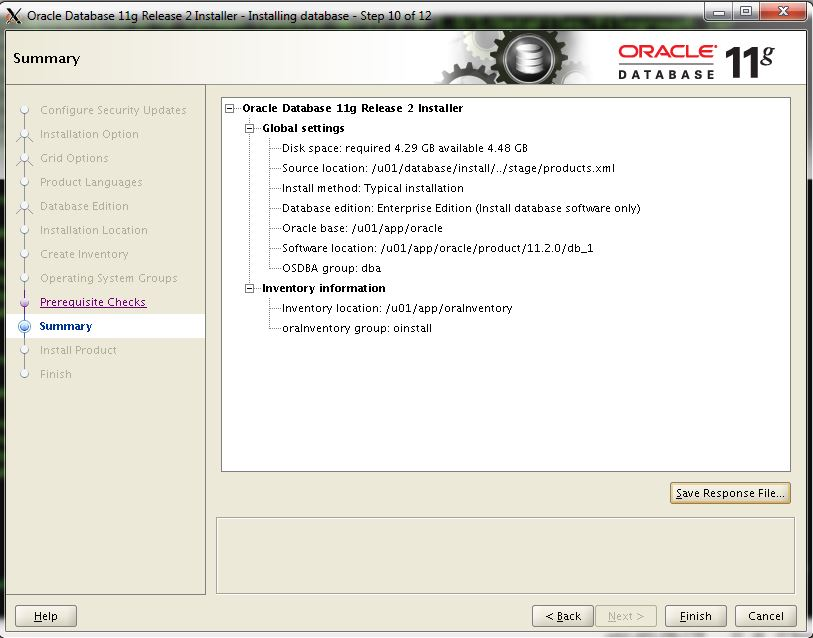 Oracle Database 11g Release 2 Installer - Installing database - Step 10 of 12
Summary
ORACLE
DATABASE
11g
Configure Security Updates
Installation Option
Grid Options
Product Languages
Database Edition
Installation Location
Create Inventory
Operating System Groups
Prerequisite Checks
Summary
Install Product
Finish
Oracle Database 11g Release 2 Installer
Global settings
Disk space: required 4.29 GB available 4.48 GB
Source location: /u01/database/install/../stage/products.xml
Install method: Typical installation
Database edition: Enterprise Edition (Install database software only)
Oracle base: /u01/app/oracle
Software location: /u01/app/oracle/product/11.2.0/db_1
OSDBA group: dba
Inventory information
Inventory location: /u01/app/oraInventory
oraInventory group: oinstall
Save Response File...
Help
< Back
Next >
Finish
Cancel